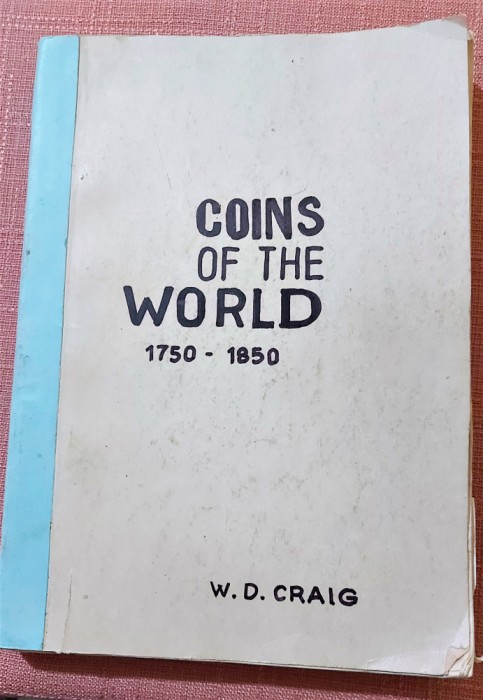 COINS
OF THE
WORLD
1750 - 1850
W. D. CRAIG